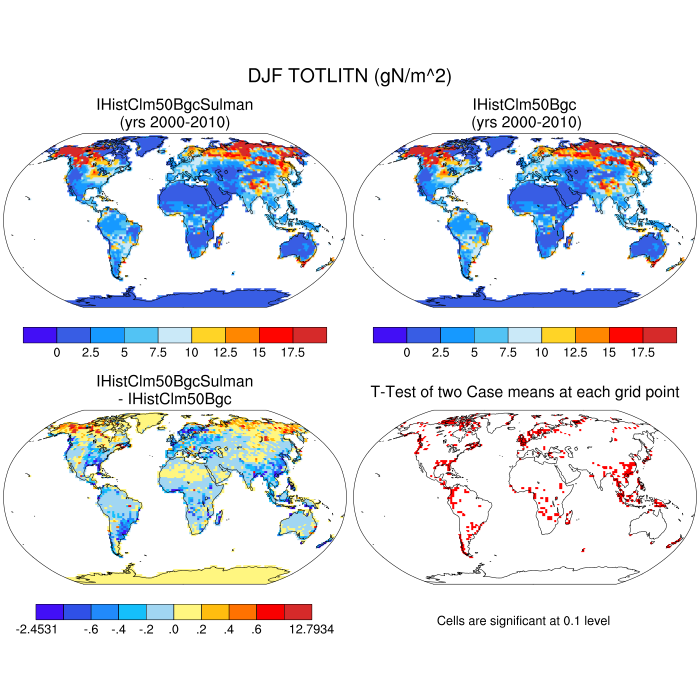 DJF TOTLITN (gN/m^2)
IHistClm50BgcSulman
(yrs 2000-2010)
IHistClm50Bgc
(yrs 2000-2010)
0 2.5 5 7.5 10 12.5 15 17.5
0 2.5 5 7.5 10 12.5 15 17.5
IHistClm50BgcSulman
- IHistClm50Bgc
T-Test of two Case means at each grid point
-2.4531 -.6 -.4 -.2 .0 .2 .4 .6 12.7934
Cells are significant at 0.1 level